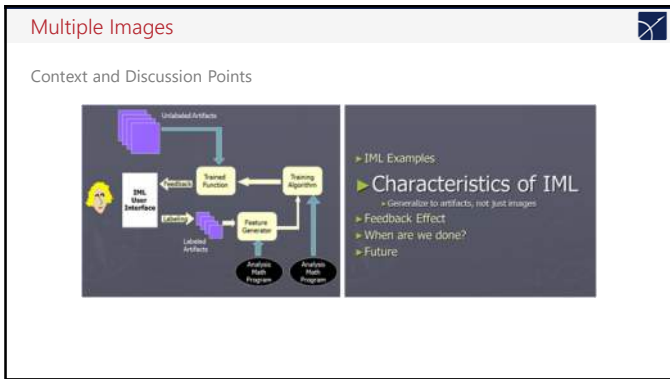 Multiple Images
Context and Discussion Points
Unlabeled Artifacts
Trained
Function
Training
Algorithm
Feedback
IML
User
Interface
Labeling
Labeled
Artifacts
Feature
Generator
Analysis
Math
Program
Analysis
Math
Program
►IML Examples
►Characteristics of IML
►Generalize to artifacts, not just images
►Feedback Effect
►When are we done?
►Future